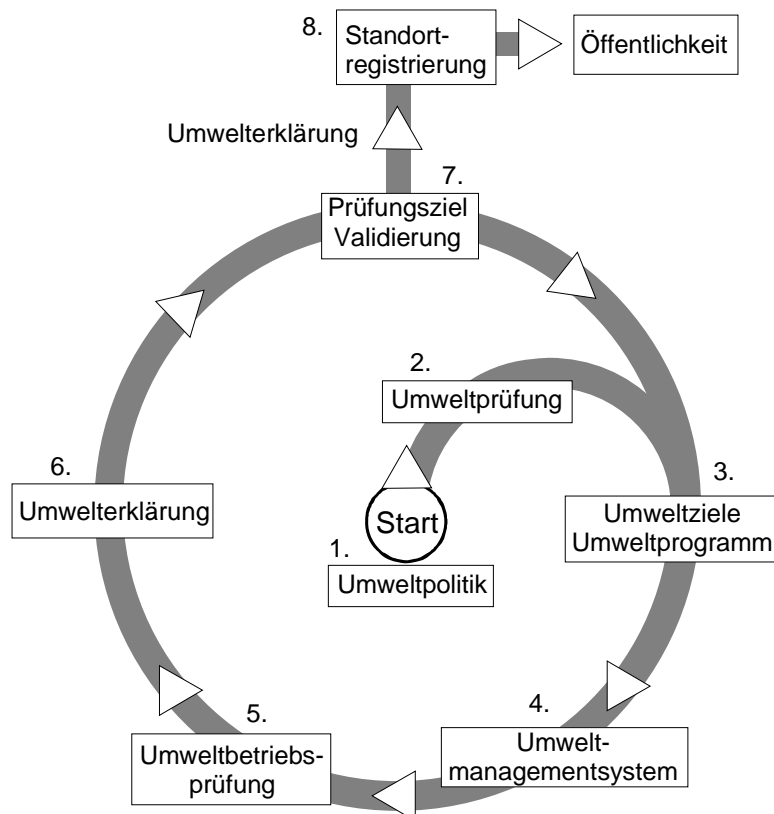 8.
Standort-
registrierung
Öffentlichkeit
Umwelterklärung
7.
Prüfungsziel
Validierung
2.
Umweltprüfung
6.
Umwelterklärung
3.
Umweltziele
Umweltprogramm
Start
1.
Umweltpolitik
5.
Umweltbetriebs-
prüfung
4.
Umwelt-
managementsystem